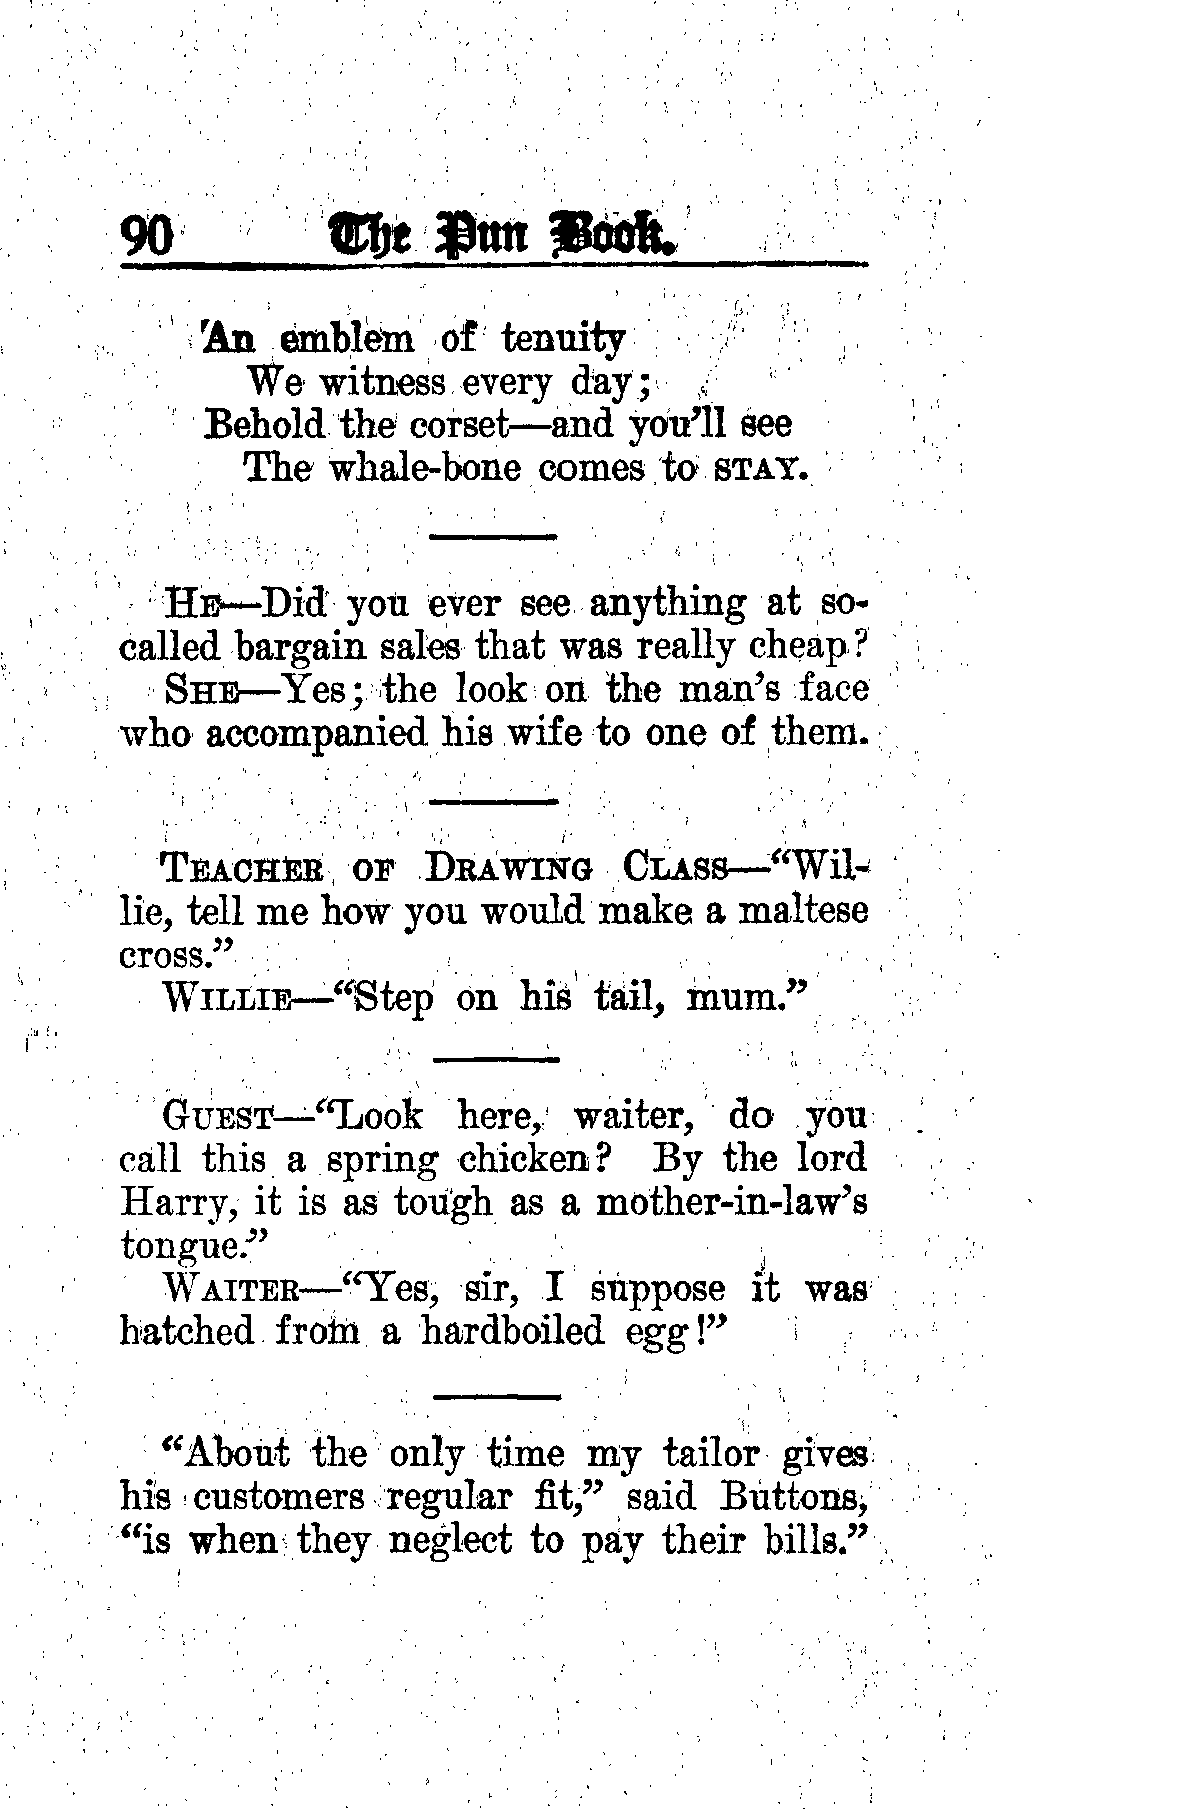 90 The Pun Book.
An emblem of tenuity
We witness every day;
Behold the corset—and you'll see
The whale-bone comes to STAY.
HE—Did you ever see anything at so-
called bargain sales that was really cheap?
SHE—Yes; the look on the man's face
who accompanied his wife to one of them.
TEACHER OF DRAWING CLASS—"Wil-
lie, tell me how you would make a maltese
cross."
WILLIE—"Step on his tail, mum."
GUEST—"Look here, waiter, do you
call this a spring chicken? By the lord
Harry, it is as tough as a mother-in-law's
tongue."
WAITER—"Yes, sir, I suppose it was
hatched from a hardboiled egg!"
"About the only time my tailor gives
his customers regular fit," said Buttons,
"is when they neglect to pay their bills."